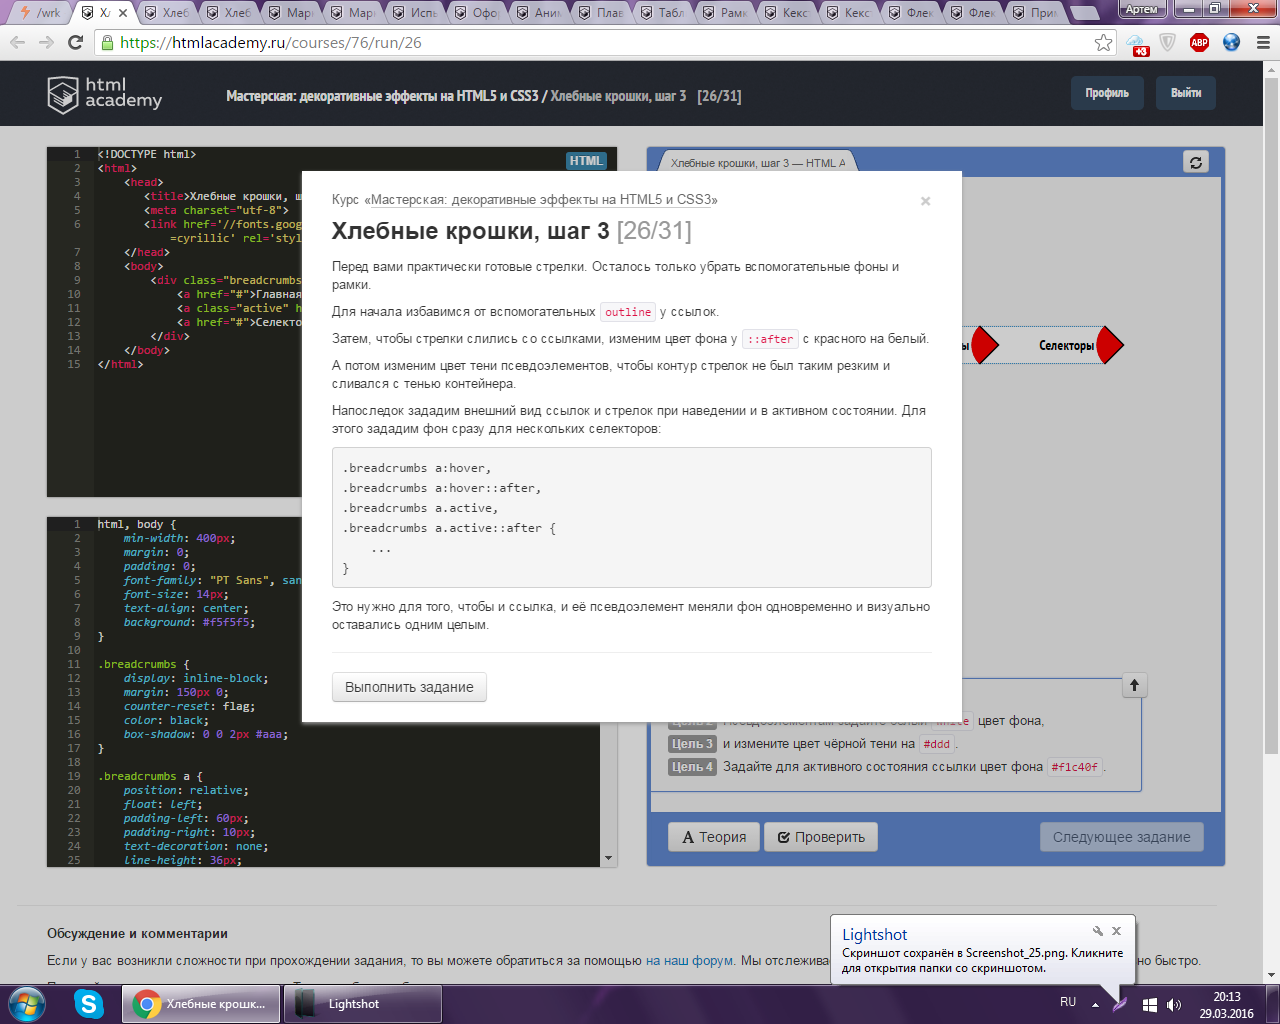 /wrk
Хл
Хлеб
Хлеб
Марк
Марк
Испы
Офор
Аним
Плав
Табл
Рамк
Кекс
Кекс
Флек
Флек
Прим
Артем
https://htmlacademy.ru/courses/76/run/26
ABP
+3
html
academy
Мастерская: декоративные эффекты на HTML5 и CSS3 / Хлебные крошки, шаг 3 [26/31]
Профиль
Выйти
HTML
1 <!DOCTYPE html>
2 <html>
3 <head>
4 <title>Хлебные крошки, ш
5 <meta charset="utf-8">
6 <link href='//fonts.goog
=cyrillic' rel='styl
7 </head>
8 <body>
9 <div class="breadcrumbs
10 <a href="#">Главная
11 <a class="active" h
12 <a href="#">Селекто
13 </div>
14 </body>
15 </html>
Хлебные крошки, шаг 3 — HTML A
ы
Селекторы
Курс «Мастерская: декоративные эффекты на HTML5 и CSS3»
×
Хлебные крошки, шаг 3 [26/31]
Перед вами практически готовые стрелки. Осталось только убрать вспомогательные фоны и
рамки.
Для начала избавимся от вспомогательных outline у ссылок.
Затем, чтобы стрелки слились со ссылками, изменим цвет фона у ::after с красного на белый.
А потом изменим цвет тени псевдоэлементов, чтобы контур стрелок не был таким резким и
сливался с тенью контейнера.
Напоследок зададим внешний вид ссылок и стрелок при наведении и в активном состоянии. Для
этого зададим фон сразу для нескольких селекторов:
.breadcrumbs a:hover,
.breadcrumbs a:hover::after,
.breadcrumbs a.active,
.breadcrumbs a.active::after {
...
}
Это нужно для того, чтобы и ссылка, и её псевдоэлемент меняли фон одновременно и визуально
оставались одним целым.
Выполнить задание
1 html, body {
2 min-width: 400px;
3 margin: 0;
4 padding: 0;
5 font-family: "PT Sans", san
6 font-size: 14px;
7 text-align: center;
8 background: #f5f5f5;
9 }
10
11 .breadcrumbs {
12 display: inline-block;
13 margin: 150px 0;
14 counter-reset: flag;
15 color: black;
16 box-shadow: 0 0 2px #aaa;
17 }
18
19 .breadcrumbs a {
20 position: relative;
21 float: left;
22 padding-left: 60px;
23 padding-right: 10px;
24 text-decoration: none;
25 line-height: 36px;
Цель 2 Псевдоэлементам задайте белый white цвет фона,
Цель 3 и измените цвет чёрной тени на #ddd.
Цель 4 Задайте для активного состояния ссылки цвет фона #f1c40f.
A Теория
Проверить
Следующее задание
Обсуждение и комментарии
Если у вас возникли сложности при прохождении задания, то вы можете обратиться за помощью на наш форум. Мы отслежива
но быстро.
Lightshot
Скриншот сохранён в Screenshot_25.png. Кликните
для открытия папки со скриншотом.
Хлебные крошк...
Lightshot
RU
20:13
29.03.2016